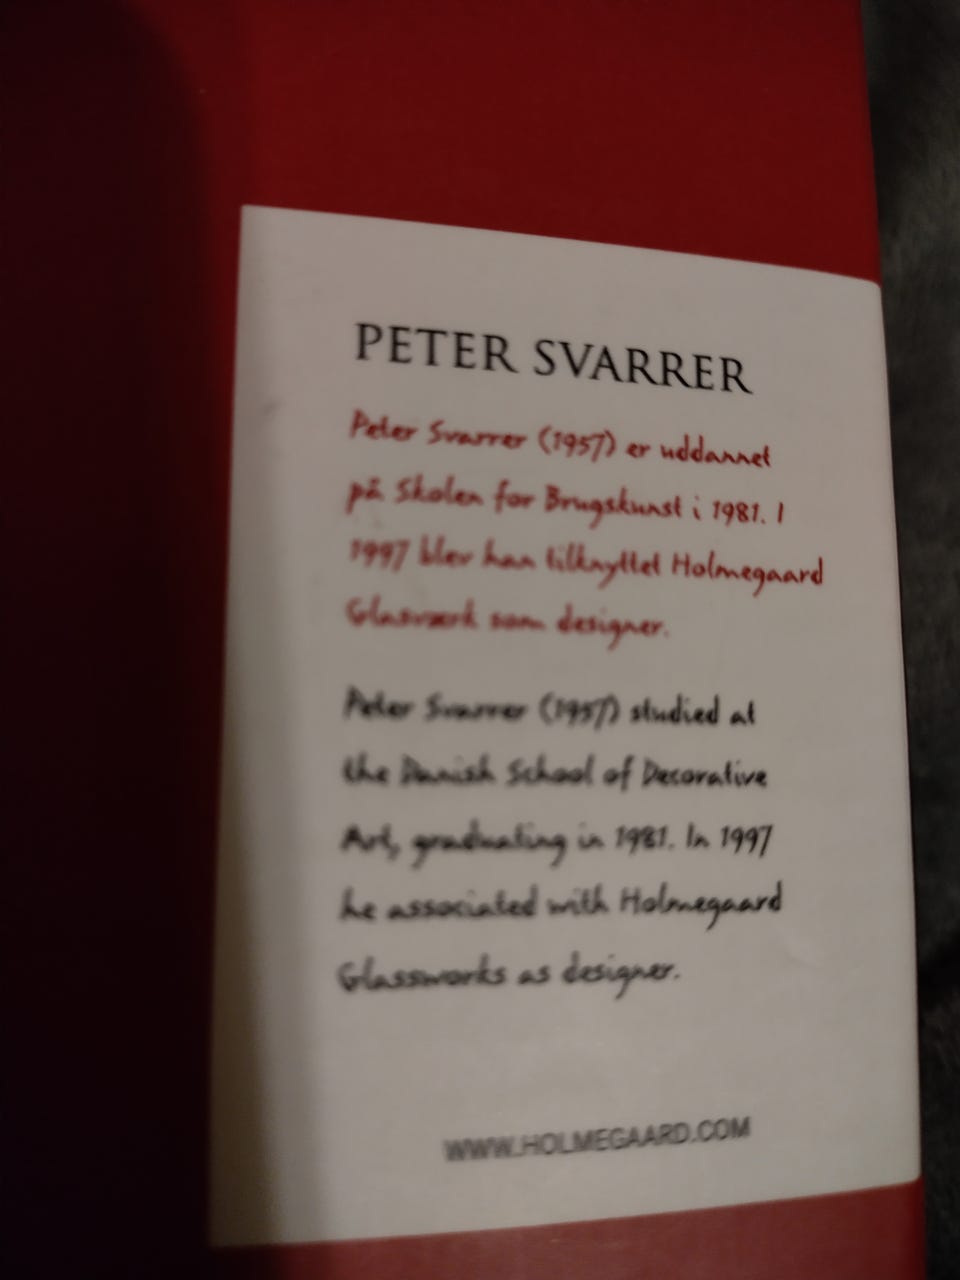 PETER SVARRER
Peter Svarrer (1957) er uddannet
på Skolen for Brugskunst i 1981. I
1997 blev han tilknyttet Holmegaard
Glasværk som designer.
Peter Svarrer (1957) studied at
the Danish School of Decorative
Art, graduating in 1981. In 1997
he associated with Holmegaard
Glassworks as designer.
WWW.HOLMEGAARD.COM